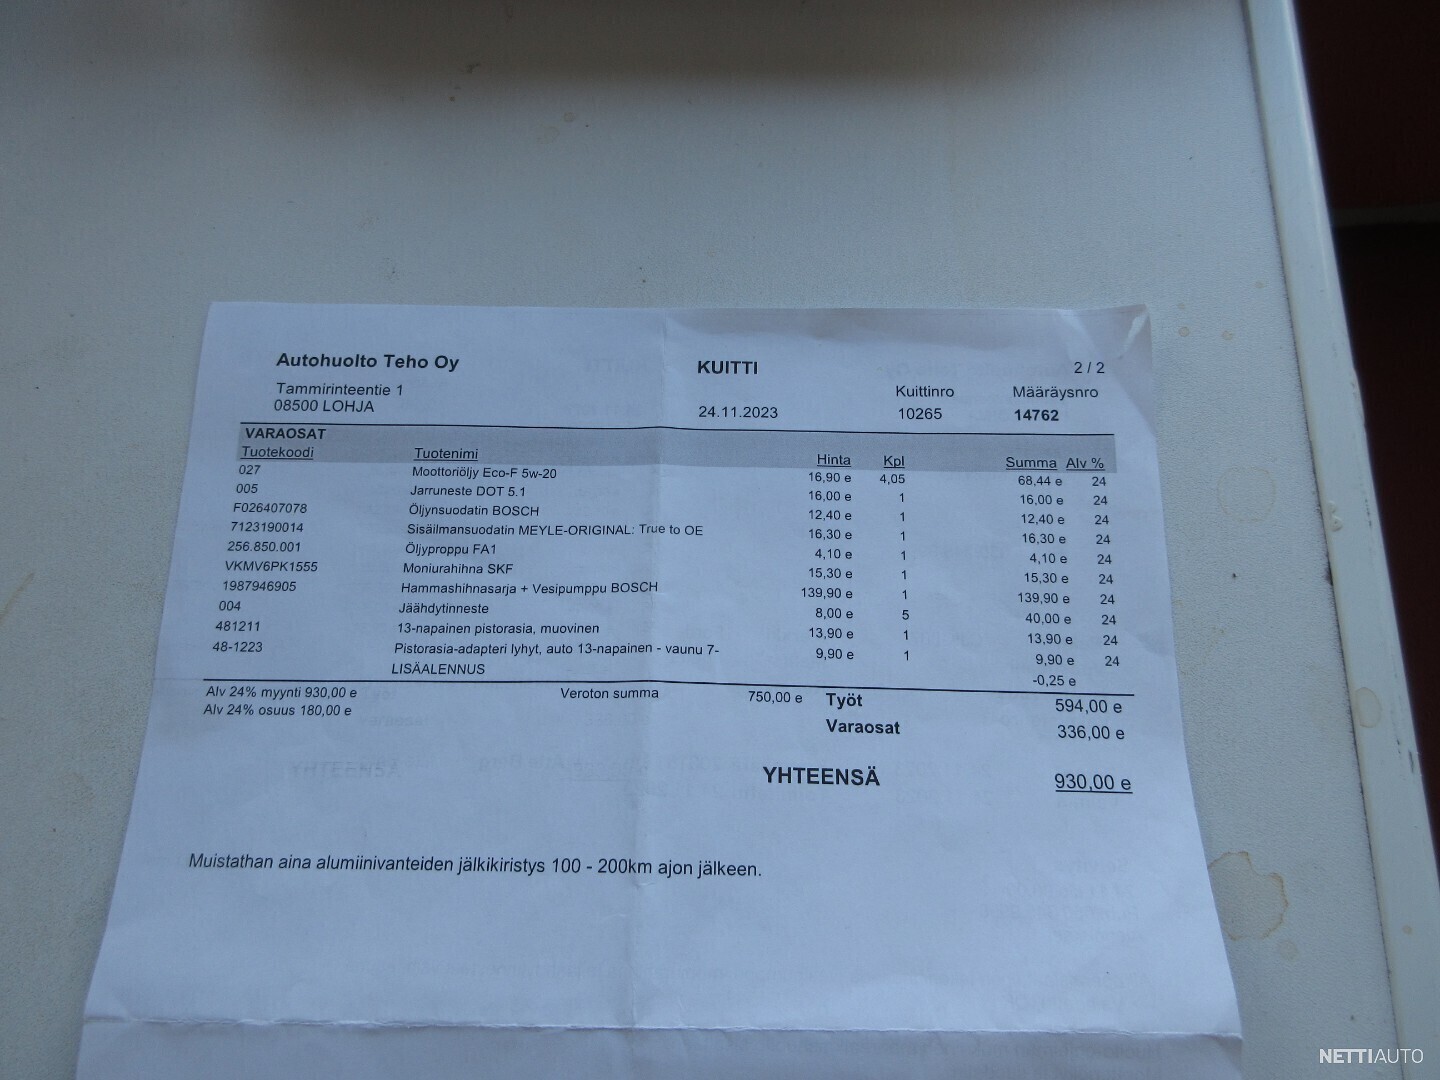 Autohuolto Teho Oy KUITTI 2 / 2
Tammirinteentie 1 Kuittinro Määräysnro
08500 LOHJA 24.11.2023 10265 14762
VARAOSAT
Tuotekoodi Tuotenimi Hinta Kpl Summa Alv %
027 Moottoriöljy Eco-F 5w-20 16,90 e 4,05 68,44 e 24
005 Jarruneste DOT 5.1 16,00 e 1 16,00 e 24
F026407078 Öljynsuodatin BOSCH 12,40 e 1 12,40 e 24
7123190014 Sisäilmansuodatin MEYLE-ORIGINAL: True to OE 16,30 e 1 16,30 e 24
256.850.001 Öljyproppu FA1 4,10 e 1 4,10 e 24
VKMV6PK1555 Moniurahihna SKF 15,30 e 1 15,30 e 24
1987946905 Hammashihnasarja + Vesipumppu BOSCH 139,90 e 1 139,90 e 24
004 Jäähdytinneste 8,00 e 5 40,00 e 24
481211 13-napainen pistorasia, muovinen 13,90 e 1 13,90 e 24
48-1223 Pistorasia-adapteri lyhyt, auto 13-napainen - vaunu 7- 9,90 e 1 9,90 e 24
LISÄALENNUS -0,25 e
Alv 24% myynti 930,00 e Veroton summa 750,00 e Työt 594,00 e
Alv 24% osuus 180,00 e Varaosat 336,00 e
YHTEENSÄ 930,00 e
Muistathan aina alumiinivanteiden jälkikiristys 100 - 200km ajon jälkeen.
NETTIAUTO